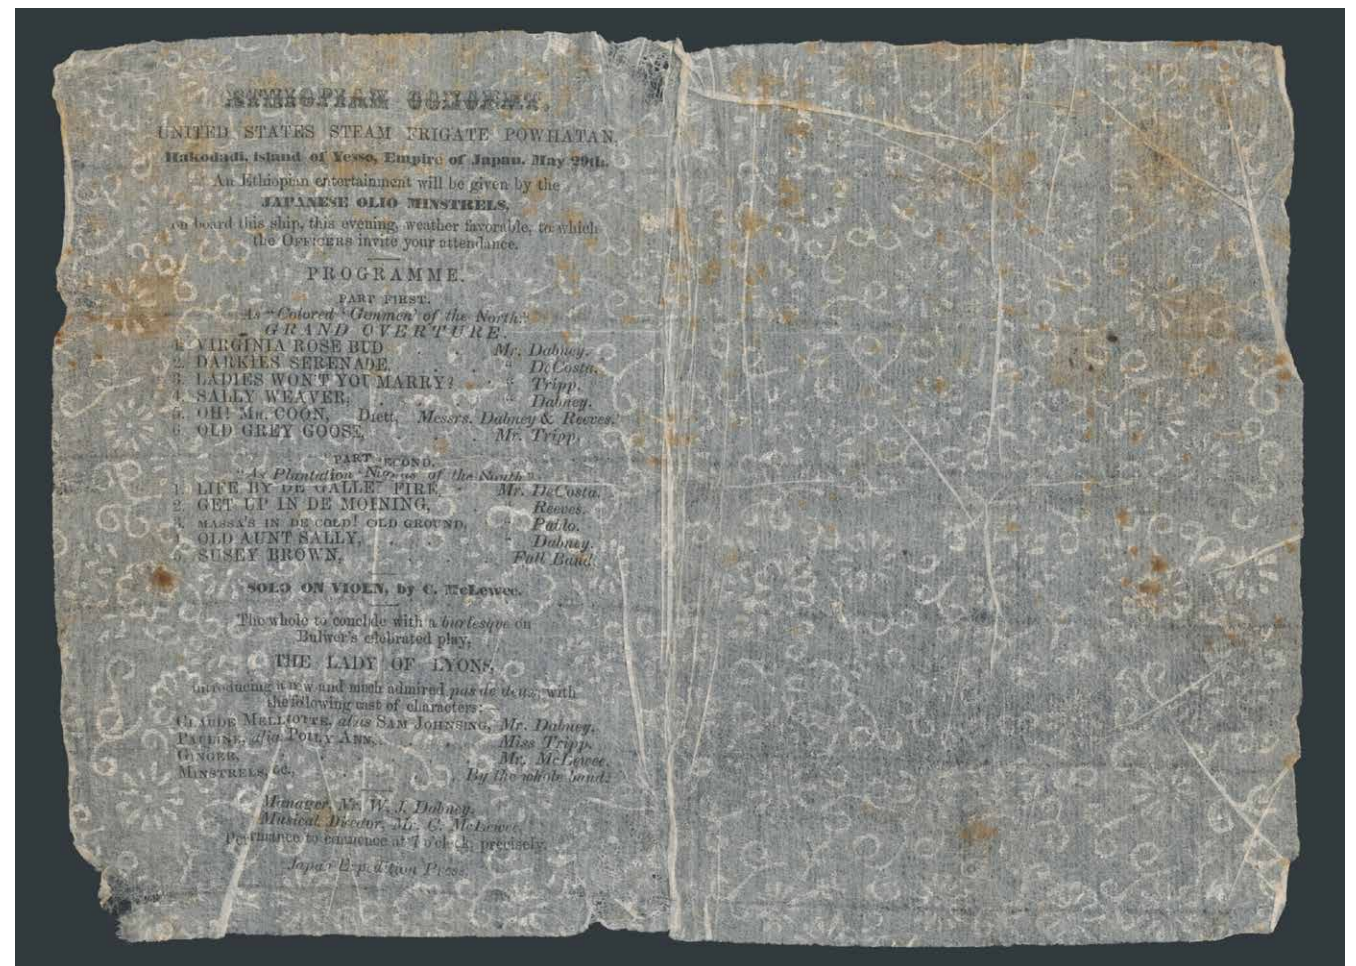 ETHIOPIAN CONCERT,
UNITED STATES STEAM FRIGATE POWHATAN.
Hakodadi, island of Yesso, Empire of Japan, May 29th.
An Ethiopian entertainment will be given by the
JAPANESE OLIO MINSTRELS,
on board this ship, this evening, weather favorable, to which
the OFFICERS invite your attendance.
PROGRAMME.
PART FIRST.
As "Colored 'Gemmen' of the North."
GRAND OVERTURE.
1. VIRGINIA ROSE BUD . . . Mr. Dabney.
2. DARKIES SERENADE, . . " DeCosta.
3. LADIES WON'T YOU MARRY? . " Tripp.
4. SALLY WEAVER, . . . " Dabney.
5. OH! MR. COON, Duett, Messrs. Dabney & Reeves.
6. OLD GREY GOOSE, . . . Mr. Tripp,
PART SECOND.
"As Plantation of the South"
1. LIFE BY DE GALLEY FIRE, . Mr. DeCosta.
2. GET UP IN DE MOINING, . Reeves.
3. MASSA'S IN DE COLD! OLD GROUND, " Pablo.
4. OLD AUNT SALLY, . . . " Dabney.
5. SUSEY BROWN, . . . Full Band.
SOLO ON VIOLN, by C. McLewee.
The whole to conclde with a burlesque on
Bulwer's celebrated play,
THE LADY OF LYONS,
introducing a new and much admired pas de deux, with
the following cast of characters:
CLAUDE MELLIOTTS, alias SAM JOHNSING, Mr. Dabney.
PAULINE, alia POLLY ANN, . . . Miss Tripp.
GINGER, . . . Mr. McLewee.
MINSTRELS, &c., . . . By the whole band.
Manager, Mr. W. J. Dabney.
Musical Director, Mr. C. McLewee.
Performance to commence at 7 o'clock, precisely.
Japan Expedition Press.